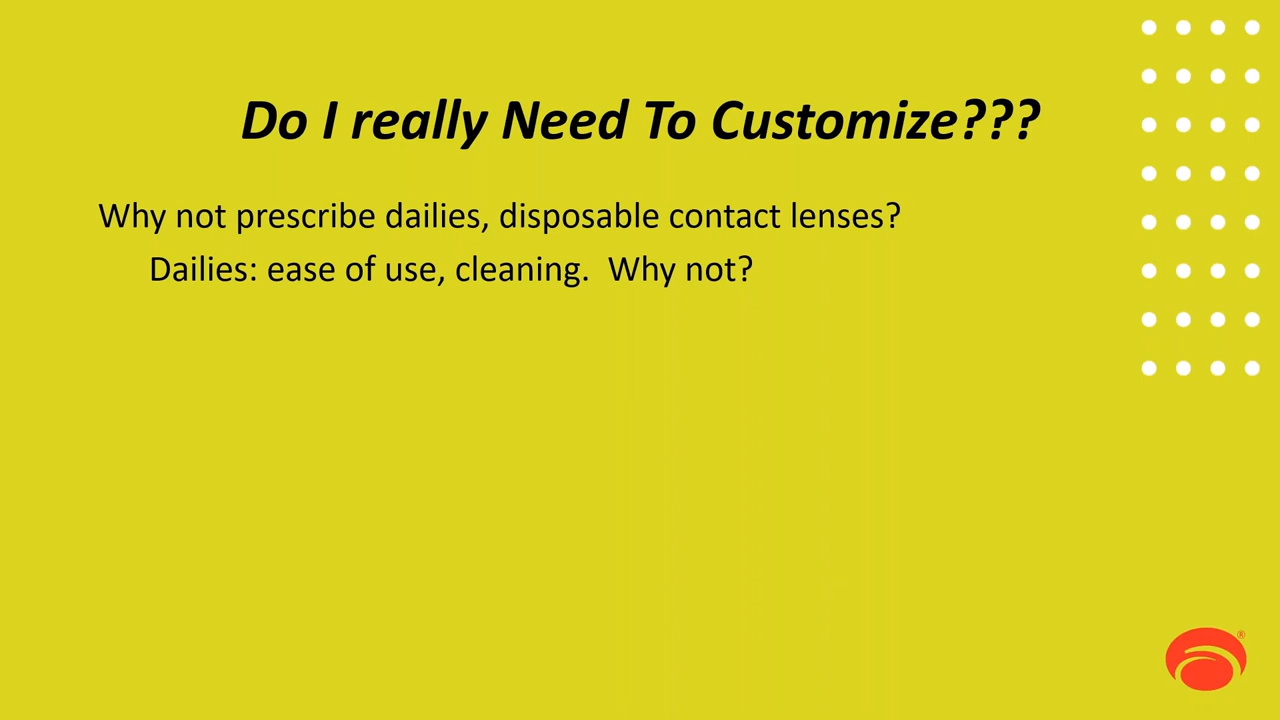 Do I really Need To Customize???
Why not prescribe dailies, disposable contact lenses?
Dailies: ease of use, cleaning.  Why not?
®